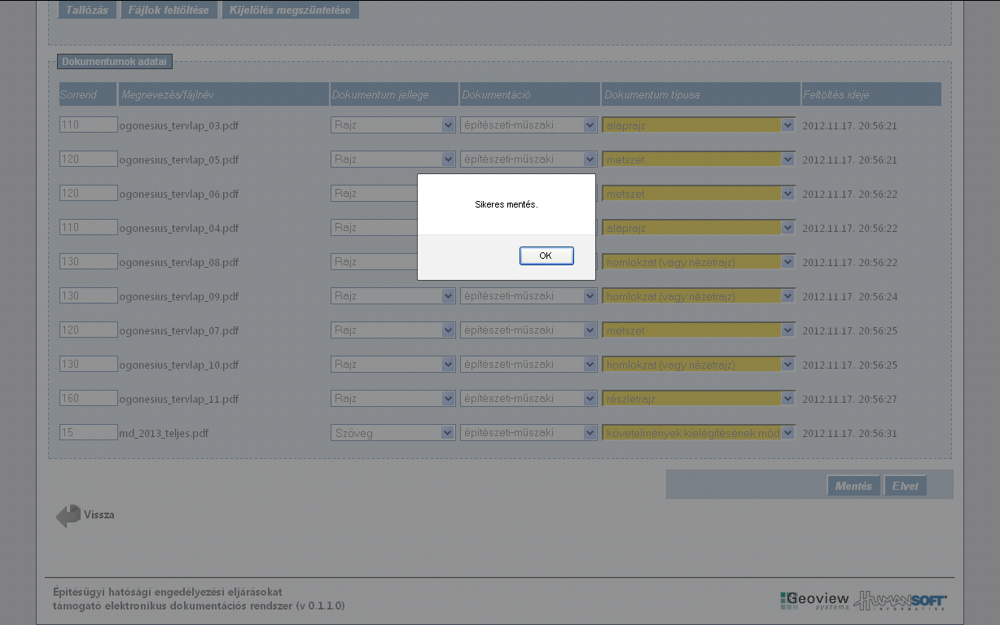 Tallózás Fájlok feltöltése Kijelölés megszüntetése
Dokumentumok adatai
Sorrend Megnevezés/fájlnév Dokumentum jellege Dokumentáció Dokumentum típusa Feltöltés ideje
110 ogonesius_tervlap_03.pdf Rajz építészeti-műszaki alaprajz 2012.11.17. 20:56:21
120 ogonesius_tervlap_05.pdf Rajz építészeti-műszaki metszet 2012.11.17. 20:56:21
120 ogonesius_tervlap_06.pdf Rajz metszet 2012.11.17. 20:56:22
Sikeres mentés.
110 ogonesius_tervlap_04.pdf Rajz alaprajz 2012.11.17. 20:56:22
130 ogonesius_tervlap_08.pdf Rajz homlokzat (vagy nézetrajz) 2012.11.17. 20:56:22
OK
130 ogonesius_tervlap_09.pdf Rajz építészeti-műszaki homlokzat (vagy nézetrajz) 2012.11.17. 20:56:24
120 ogonesius_tervlap_07.pdf Rajz építészeti-műszaki metszet 2012.11.17. 20:56:25
130 ogonesius_tervlap_10.pdf Rajz építészeti-műszaki homlokzat (vagy nézetrajz) 2012.11.17. 20:56:25
160 ogonesius_tervlap_11.pdf Rajz építészeti-műszaki részletrajz 2012.11.17. 20:56:27
15 md_2013_teljes.pdf Szöveg építészeti-műszaki követelmények kielégítésének mód 2012.11.17. 20:56:31
Mentés Elvet
Vissza
Építésügyi hatósági engedélyezési eljárásokat
támogató elektronikus dokumentációs rendszer (v 0.1.1.0)
Geoview systems HUMANSOFT INFORMATICS